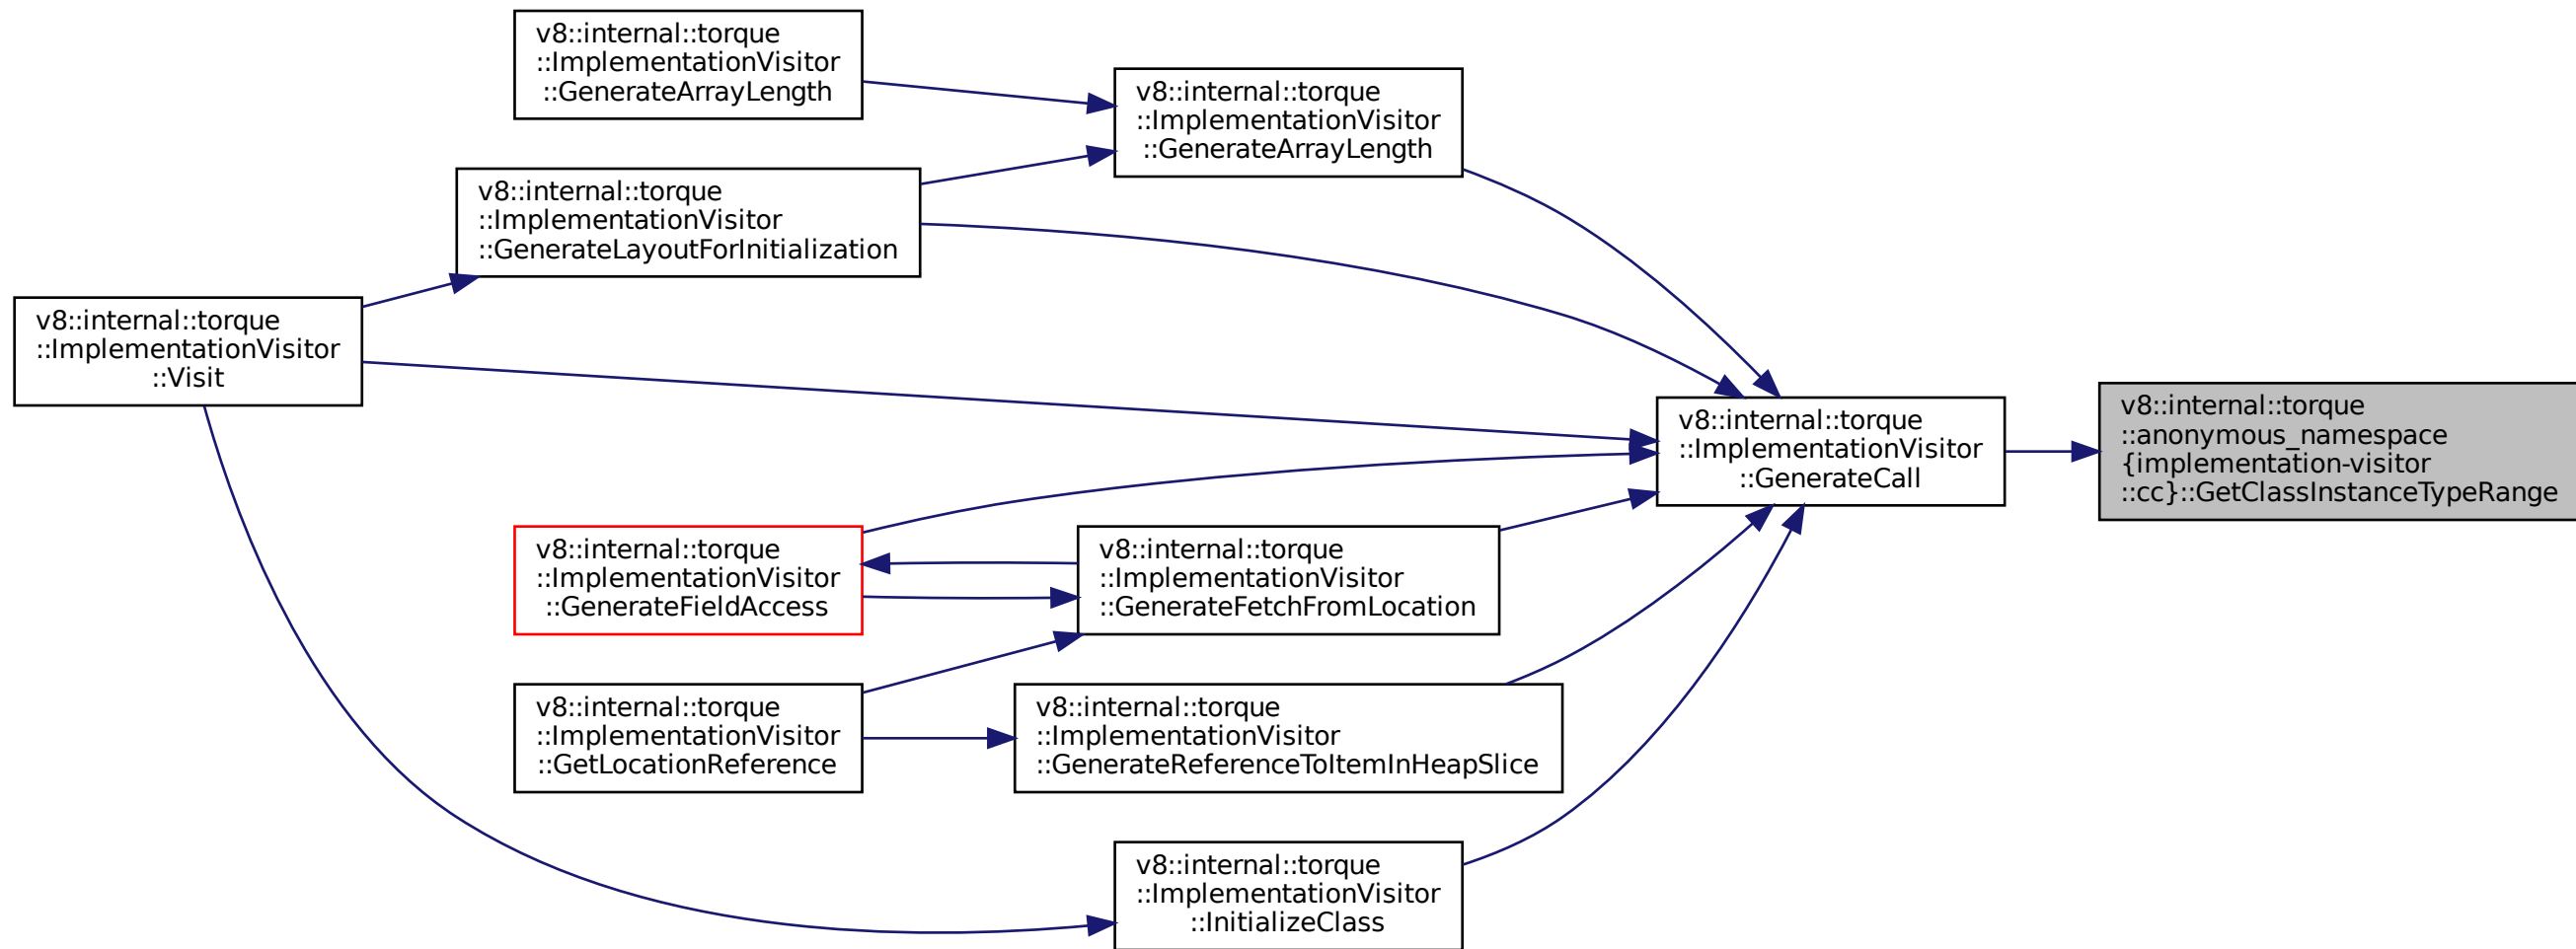 v8::internal::torque
::ImplementationVisitor
::GenerateArrayLength
v8::internal::torque
::ImplementationVisitor
::GenerateArrayLength
v8::internal::torque
::ImplementationVisitor
::GenerateLayoutForInitialization
v8::internal::torque
::ImplementationVisitor
::Visit
v8::internal::torque
::ImplementationVisitor
::GenerateCall
v8::internal::torque
::anonymous_namespace
{implementation-visitor
::cc}::GetClassInstanceTypeRange
v8::internal::torque
::ImplementationVisitor
::GenerateFieldAccess
v8::internal::torque
::ImplementationVisitor
::GenerateFetchFromLocation
v8::internal::torque
::ImplementationVisitor
::GetLocationReference
v8::internal::torque
::ImplementationVisitor
::GenerateReferenceToItemInHeapSlice
v8::internal::torque
::ImplementationVisitor
::InitializeClass